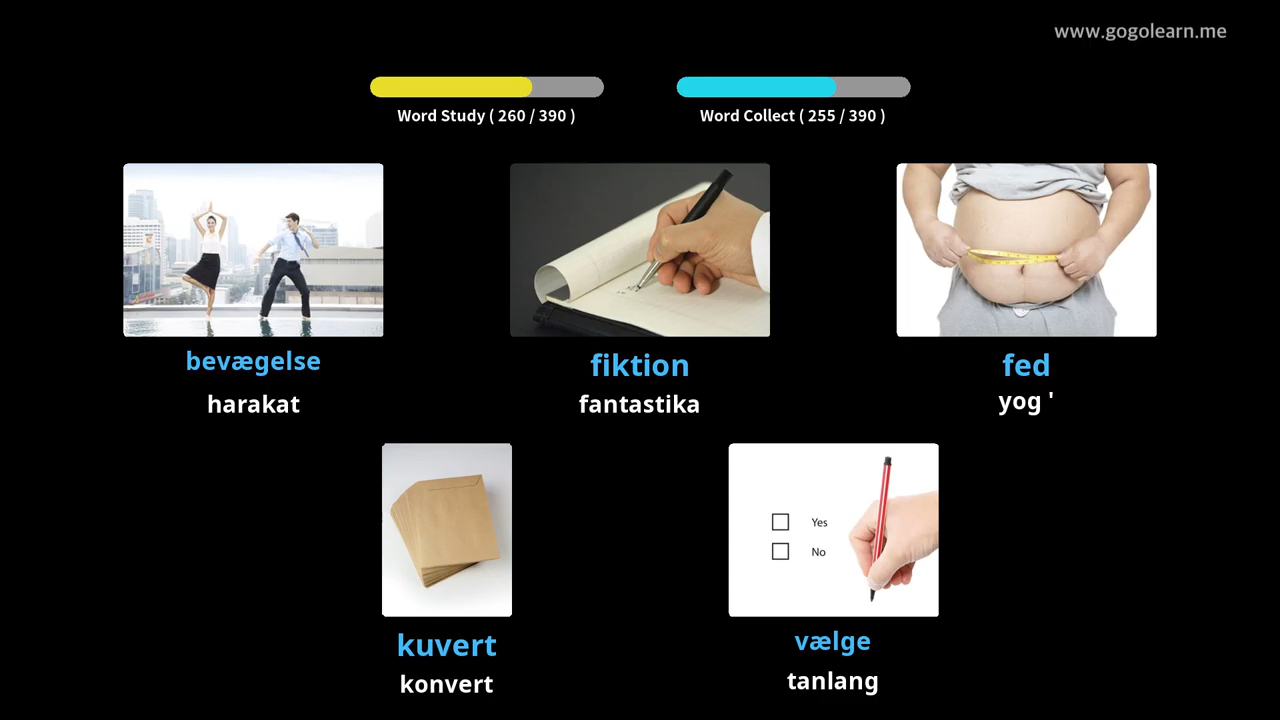 www.gogolearn.me
Word Study ( 260 / 390 )
Word Collect ( 255 / 390 )
bevægelse
harakat
fiktion
fantastika
fed
yog '
Yes
No
kuvert
konvert
vælge
tanlang